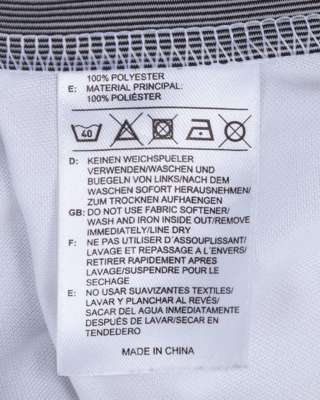 100% POLYESTER
E: MATERIAL PRINCIPAL:
100% POLIÉSTER
40
D: KEINEN WEICHSPUELER
VERWENDEN/WASCHEN UND
BUEGELN VON LINKS/NACH DEM
WASCHEN SOFORT HERAUSNEHMEN/
ZUM TROCKNEN AUFHAENGEN
GB: DO NOT USE FABRIC SOFTENER/
WASH AND IRON INSIDE OUT/REMOVE
IMMEDIATELY/LINE DRY
F: NE PAS UTILISER D'ASSOUPLISSANT/
LAVAGE ET REPASSAGE A L'ENVERS/
RETIRER RAPIDEMENT APRES
LAVAGE/SUSPENDRE POUR LE
SECHAGE
E: NO USAR SUAVIZANTES TEXTILES/
LAVAR Y PLANCHAR AL REVÉS/
SACAR DEL AGUA IMMEDIATAMENTE
DESPUÉS DE LAVAR/SECAR EN
TENDEDERO
MADE IN CHINA